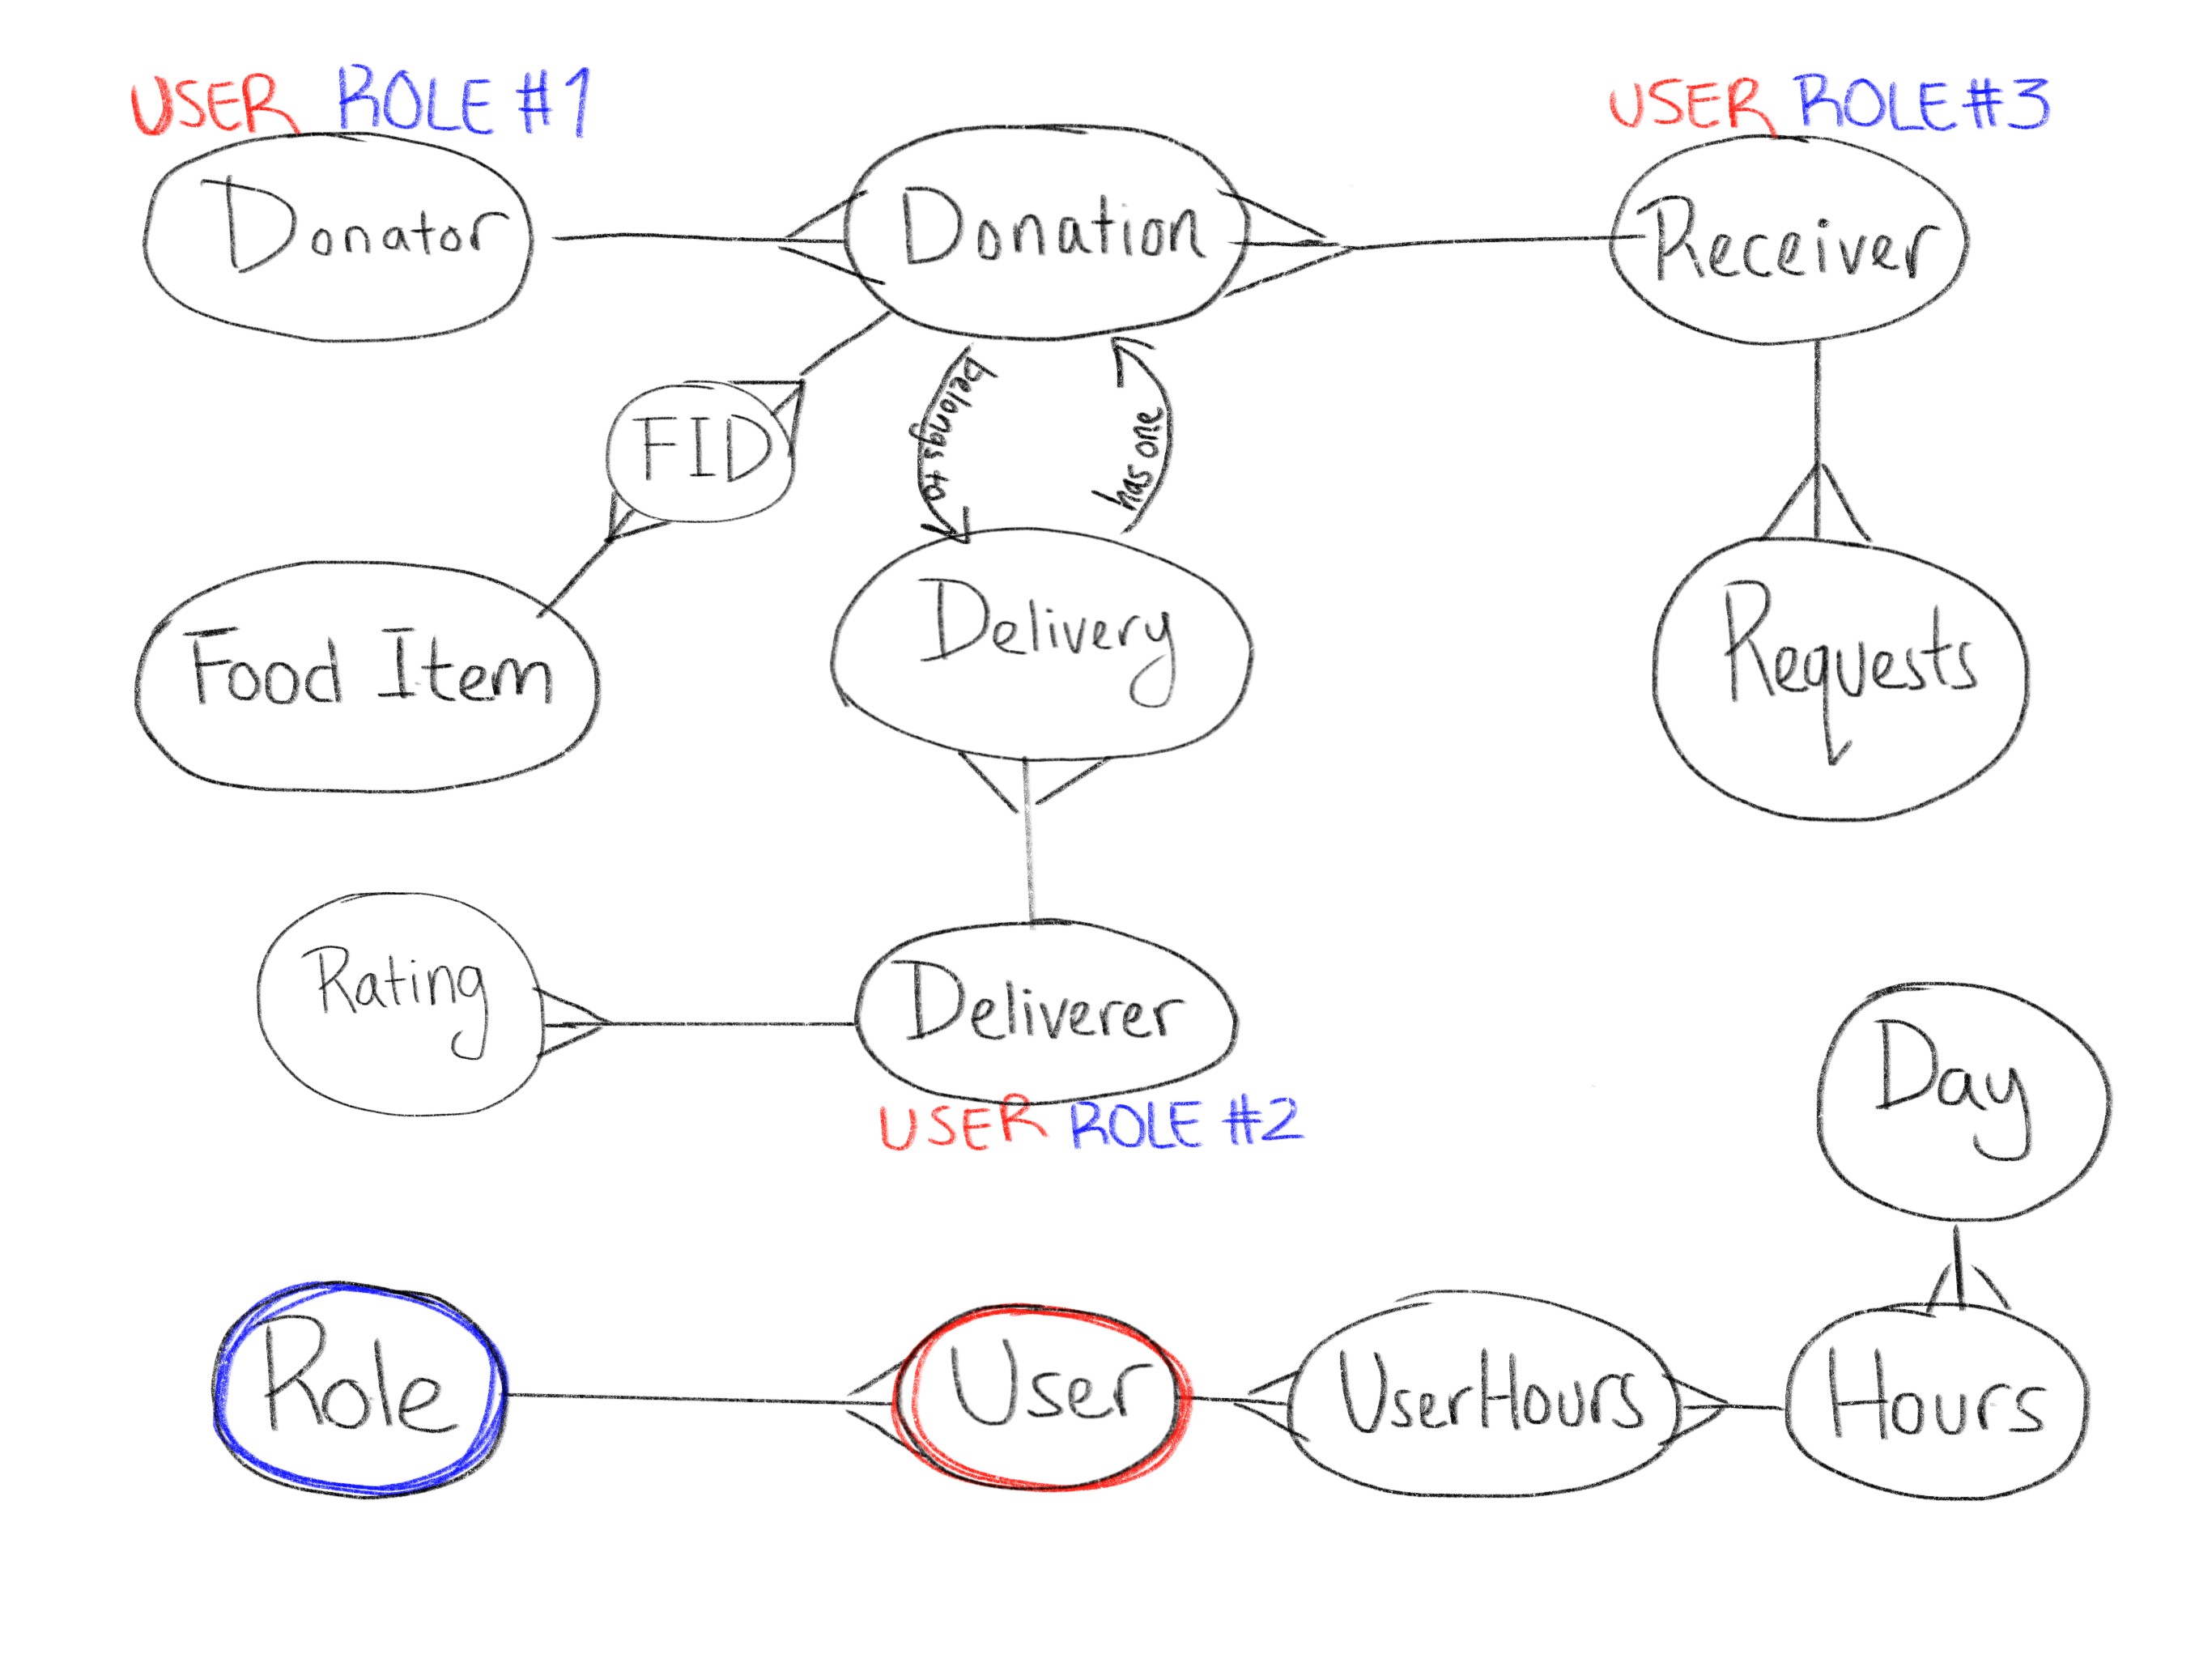 USER ROLE #1
USER ROLE #3
Donator
Donation
Receiver
belongs to
has one
FID
Food Item
Delivery
Requests
Rating
Deliverer
USER ROLE #2
Day
Role
User
UserHours
Hours